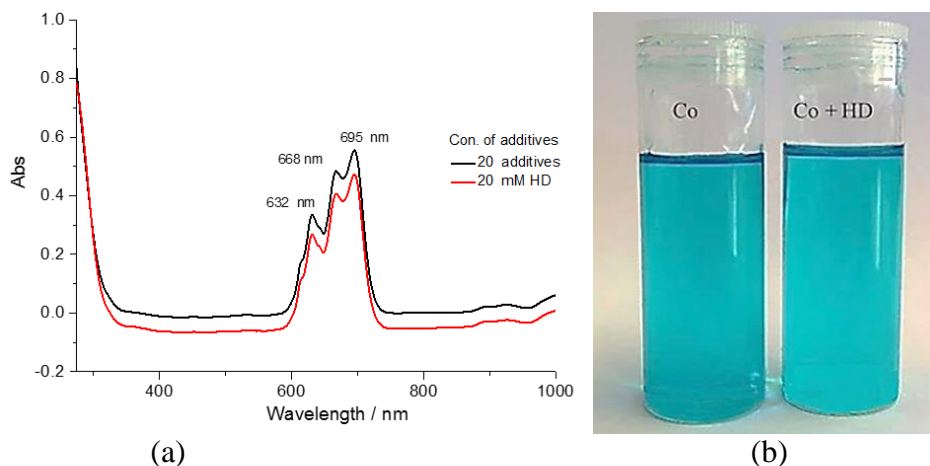 1.0
0.8
0.6
0.4
0.2
0.0
-0.2
Abs
400
600
800
1000
Wavelength / nm
632 nm
668 nm
695 nm
Con. of additives
20 additives
20 mM HD
(a)
Co
Co + HD
(b)